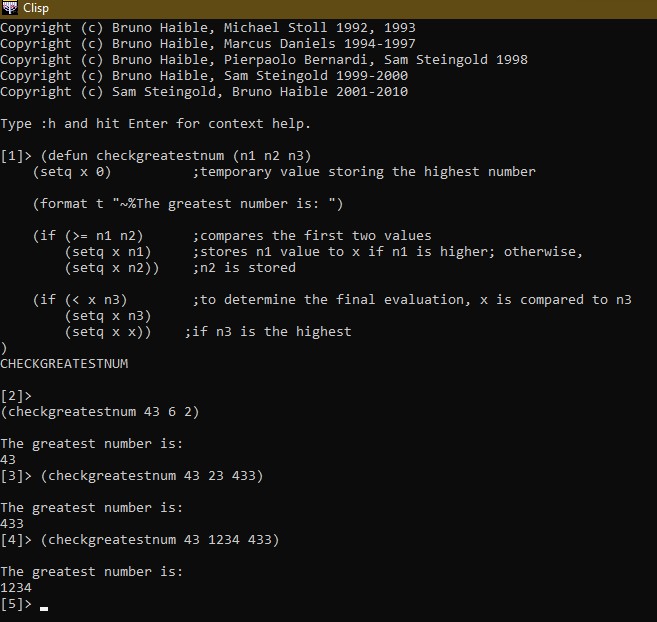 Clisp
Copyright (c) Bruno Haible, Michael Stoll 1992, 1993
Copyright (c) Bruno Haible, Marcus Daniels 1994-1997
Copyright (c) Bruno Haible, Pierpaolo Bernardi, Sam Steingold 1998
Copyright (c) Bruno Haible, Sam Steingold 1999-2000
Copyright (c) Sam Steingold, Bruno Haible 2001-2010
Type :h and hit Enter for context help.
[1]> (defun checkgreatestnum (n1 n2 n3)
    (setq x 0)          ;temporary value storing the highest number
    (format t "~%The greatest number is: ")
    (if (>= n1 n2)      ;compares the first two values
        (setq x n1)     ;stores n1 value to x if n1 is higher; otherwise,
        (setq x n2))    ;n2 is stored
    (if (< x n3)        ;to determine the final evaluation, x is compared to n3
        (setq x n3)
        (setq x x))    ;if n3 is the highest
)
CHECKGREATESTNUM
[2]>
(checkgreatestnum 43 6 2)
The greatest number is:
43
[3]> (checkgreatestnum 43 23 433)
The greatest number is:
433
[4]> (checkgreatestnum 43 1234 433)
The greatest number is:
1234
[5]>